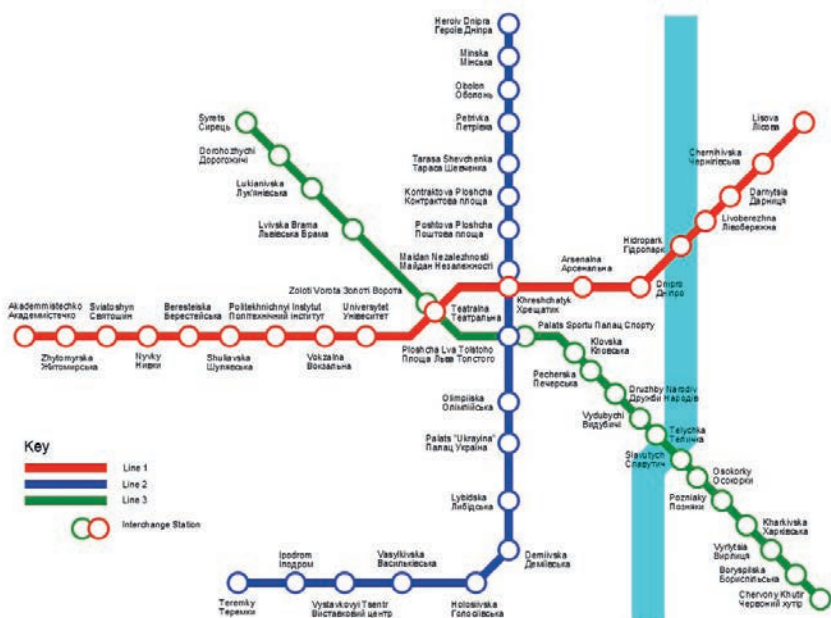 Heroiv Dnipra
Героїв Дніпра
Minska
Мінська
Obolon
Оболонь
Petrivka
Петрівка
Tarasa Shevchenka
Тараса Шевченка
Kontraktova Ploshcha
Контрактова площа
Poshtova Ploshcha
Поштова площа
Maidan Nezalezhnosti
Майдан Незалежності
Khreshchatyk
Хрещатик
Arsenalna
Арсенальна
Dnipro
Дніпро
Hidropark
Гідропарк
Livoberezhna
Лівобережна
Darnytsia
Дарниця
Chernihivska
Чернігівська
Lisova
Лісова
Syrets
Сирець
Dorohozhychi
Дорогожичі
Lukianivska
Лук'янівська
Lvivska Brama
Львівська Брама
Zoloti Vorota Золоті Ворота
Teatralna
Театральна
Akademmistechko
Академмістечко
Zhytomyrska
Житомирська
Sviatoshyn
Святошин
Nyvky
Нивки
Beresteiska
Берестейська
Shuliavska
Шулявська
Politekhnichnyi Instytut
Політехнічний інститут
Vokzalna
Вокзальна
Universytet
Університет
Ploshcha Lva Tolstoho
Площа Льва Толстого
Palats Sportu Палац Спорту
Klovska
Кловська
Pecherska
Печерська
Druzhby Narodiv
Дружби Народів
Vydubychi
Видубичі
Telychka
Теличка
Slavutych
Славутич
Osokorky
Осокорки
Pozniaky
Позняки
Kharkivska
Харківська
Vyrlytsia
Вирлиця
Boryspilska
Бориспільська
Chervony Khutir
Червоний хутір
Olimpiiska
Олімпійська
Palats "Ukrayina"
Палац Україна
Lybidska
Либідська
Demiivska
Деміївська
Holosiivska
Голосіївська
Vasylkivska
Васильківська
Vystavkovyi Tsentr
Виставковий центр
Ipodrom
Іподром
Teremky
Теремки
Key
Line 1
Line 2
Line 3
Interchange Station